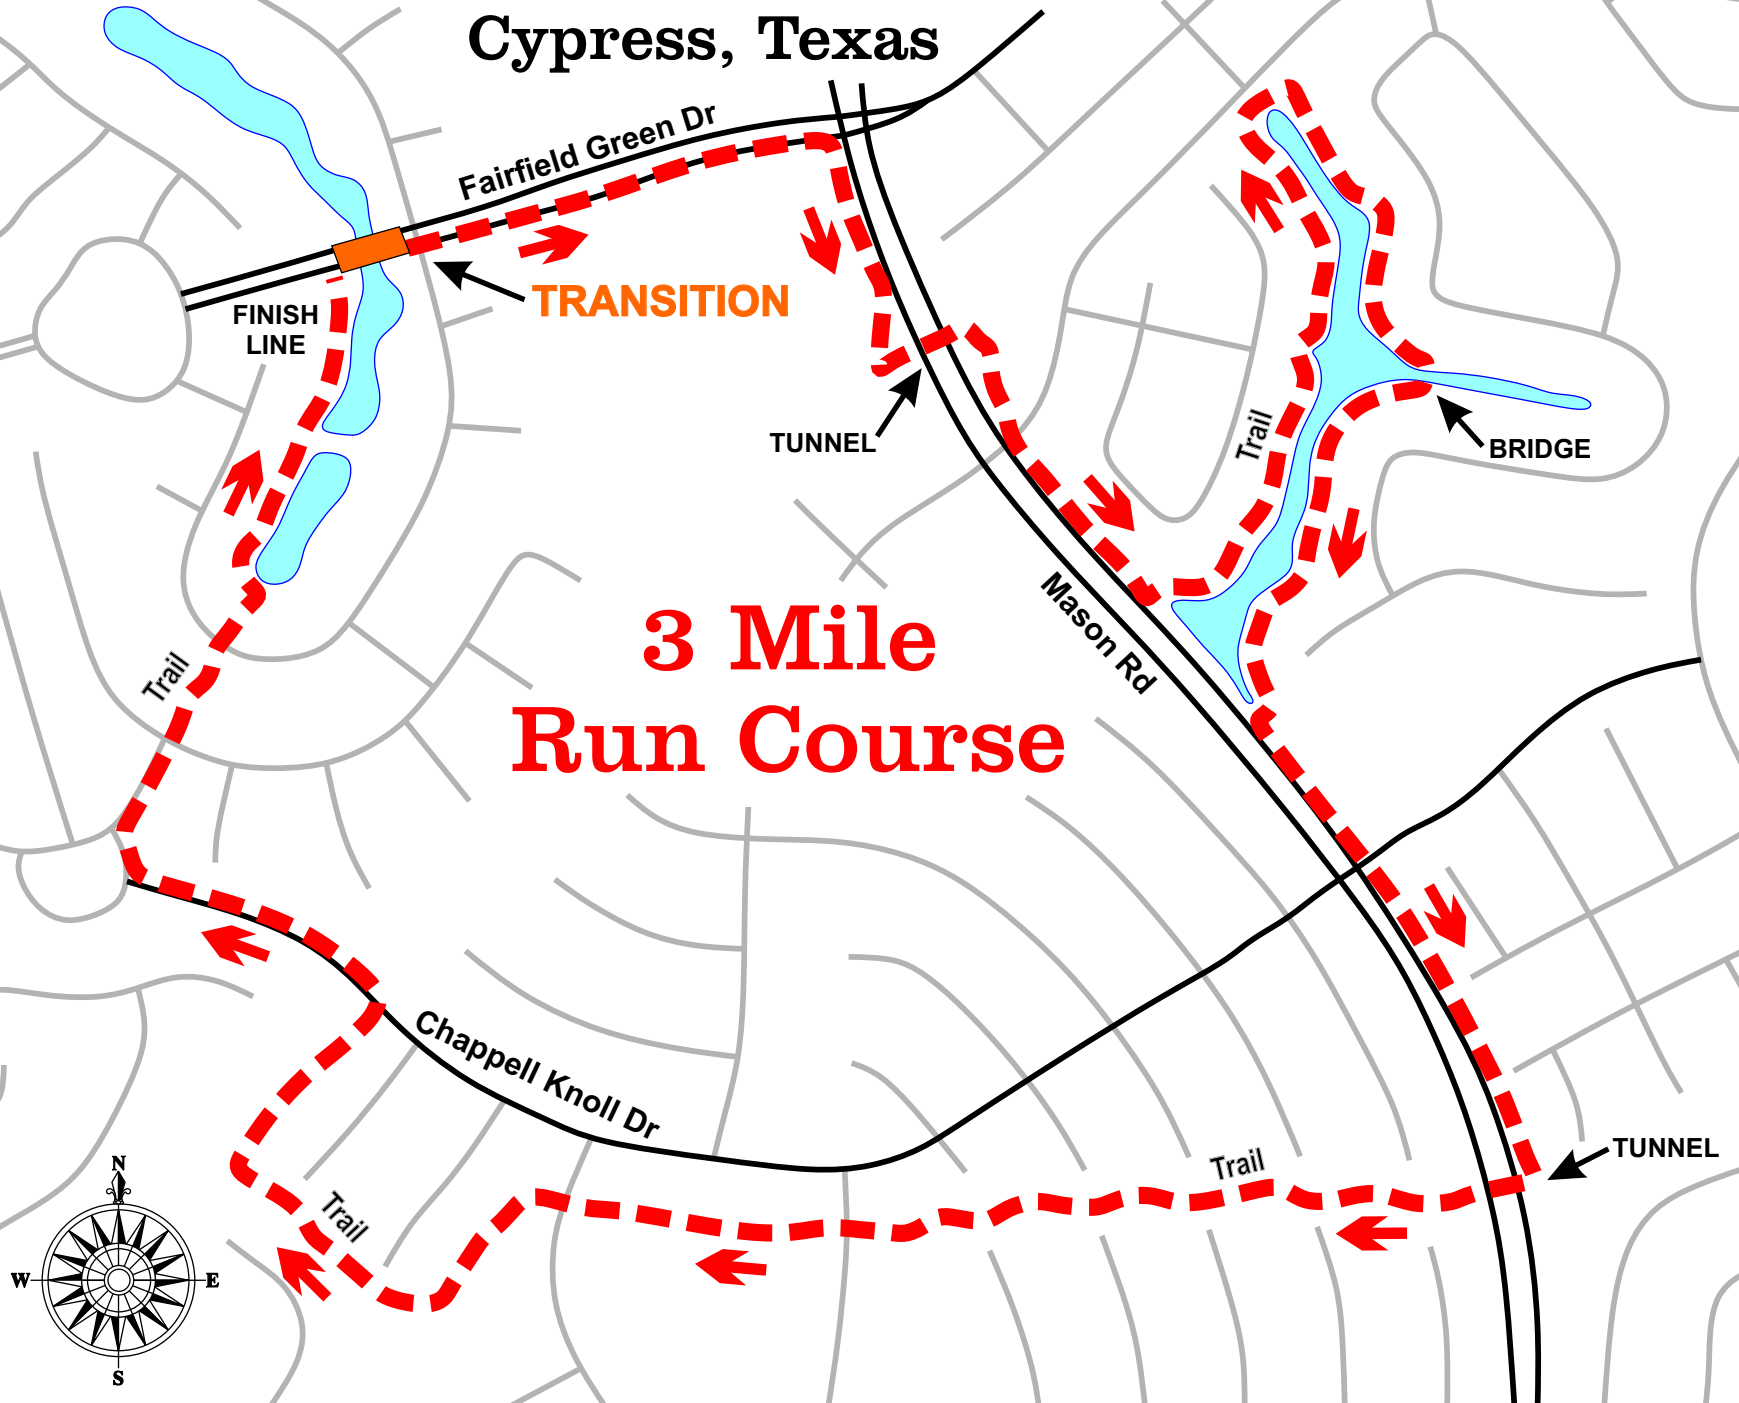 Cypress, Texas
Fairfield Green Dr
FINISH
LINE
TRANSITION
TUNNEL
Trail
BRIDGE
3 Mile
Run Course
Mason Rd
Trail
Chappell Knoll Dr
TUNNEL
Trail
Trail
N
W
E
S